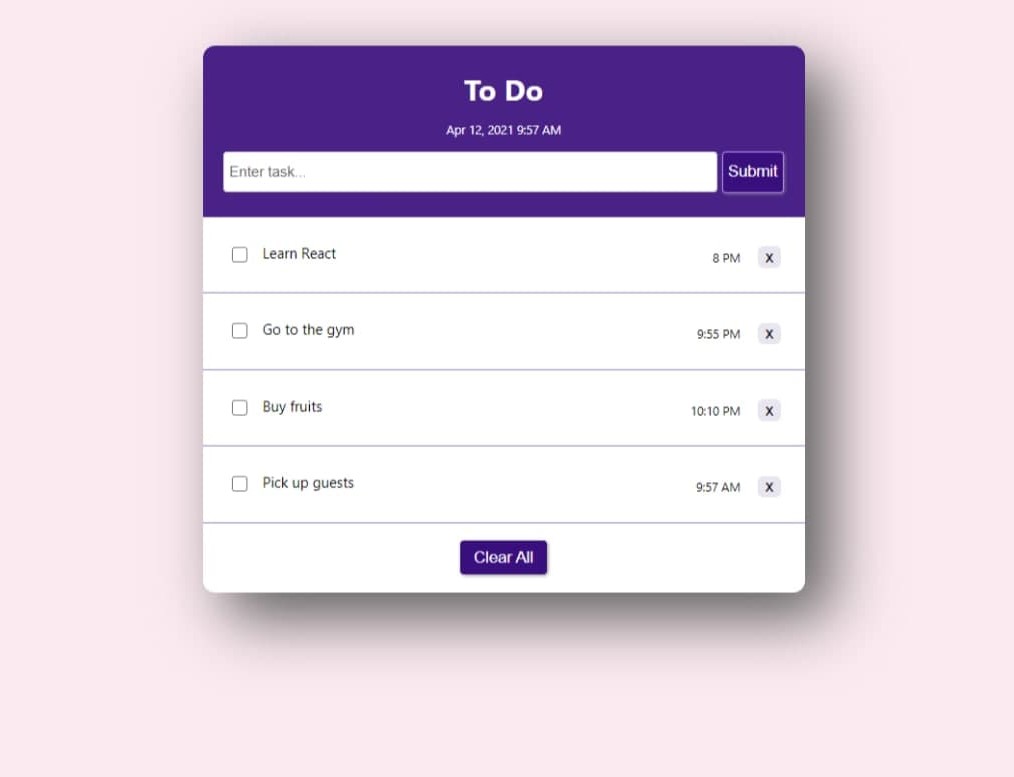 To Do
Apr 12, 2021 9:57 AM
Enter task...
Submit
Learn React 8 PM X
Go to the gym 9:55 PM X
Buy fruits 10:10 PM X
Pick up guests 9:57 AM X
Clear All